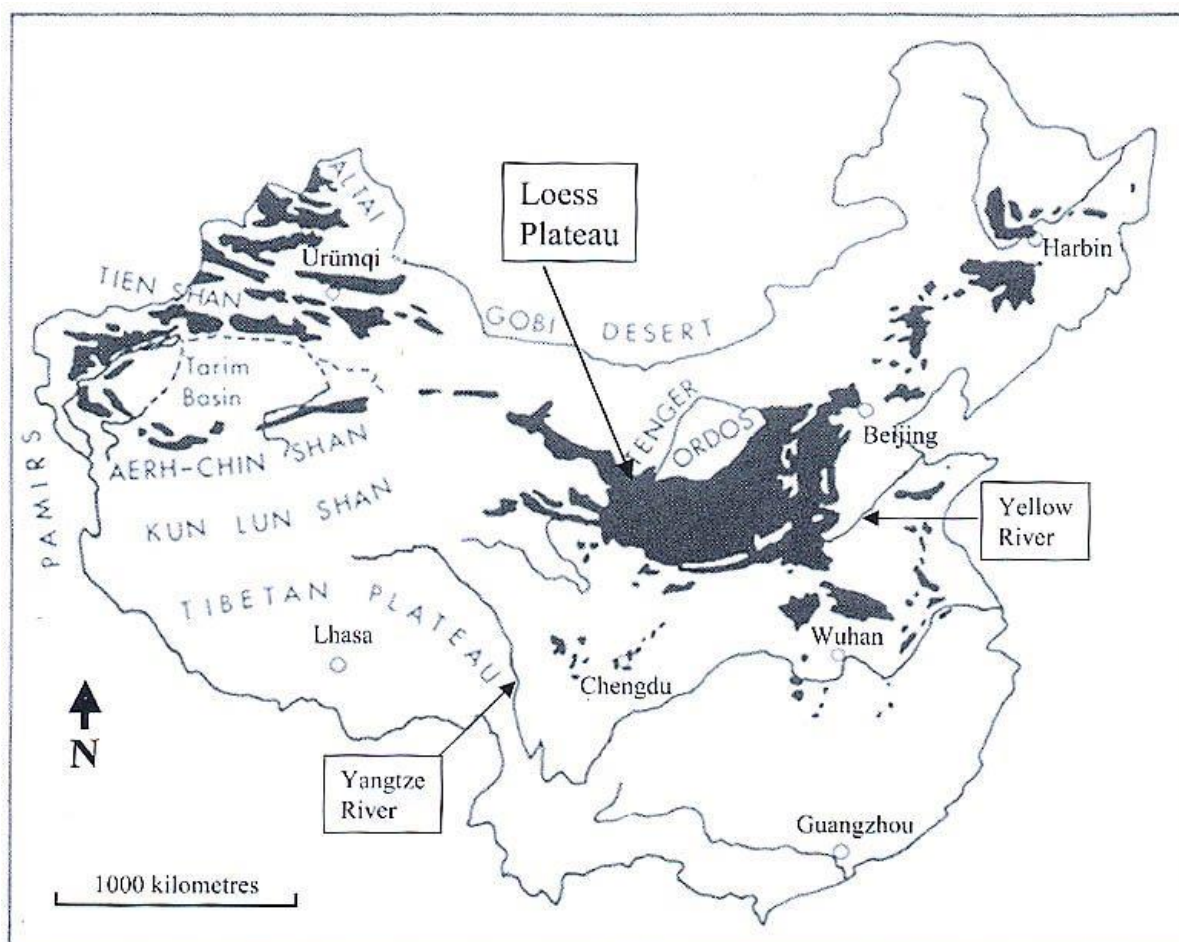 ALTAI
Loess
Plateau
Harbin
Urümqi
TIEN SHAN
GOBI DESERT
Tarim
Basin
TENGER
ORDOS
Beijing
PAMIRS
AERH-CHIN SHAN
Yellow
River
KUN LUN SHAN
TIBETAN PLATEAU
Lhasa
Wuhan
Chengdu
N
Yangtze
River
Guangzhou
1000 kilometres